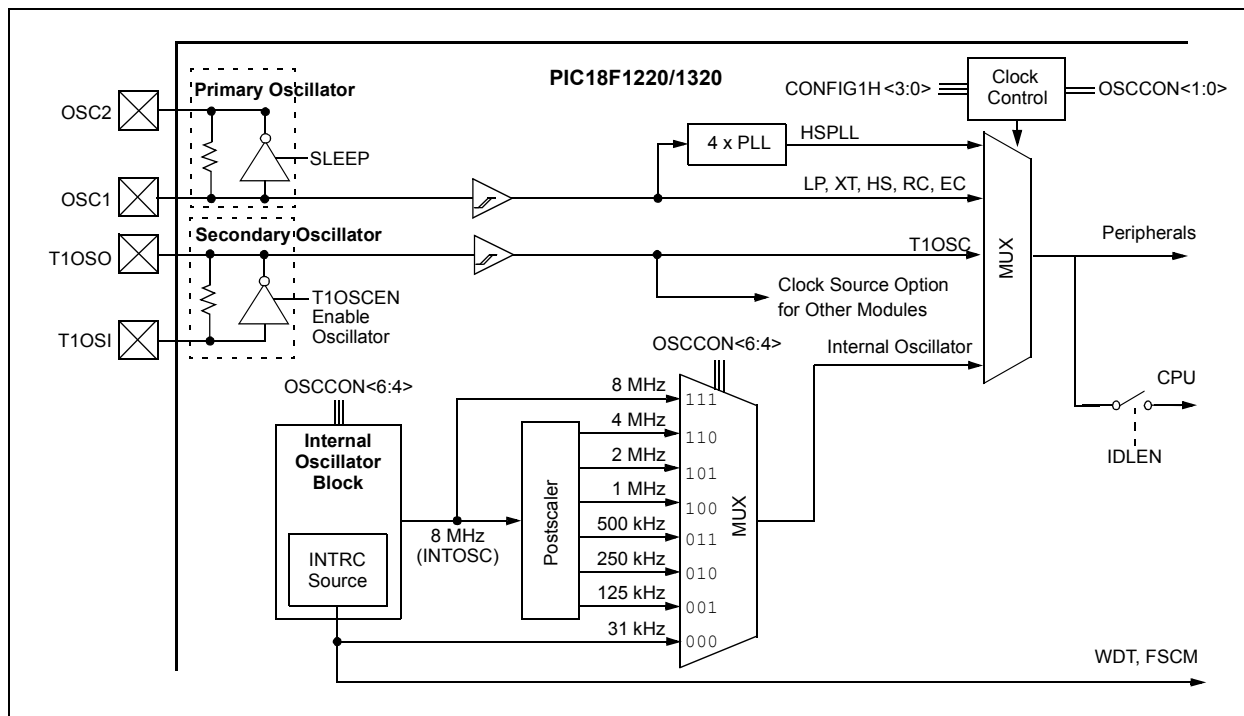 PIC18F1220/1320
Primary Oscillator
OSC2
SLEEP
OSC1
Secondary Oscillator
T1OSO
T1OSCEN
Enable
Oscillator
T1OSI
CONFIG1H <3:0>
Clock
Control
OSCCON<1:0>
4 x PLL
HSPLL
LP, XT, HS, RC, EC
T1OSC
Clock Source Option
for Other Modules
MUX
Peripherals
Internal Oscillator
CPU
IDLEN
OSCCON<6:4>
OSCCON<6:4>
Internal
Oscillator
Block
INTRC
Source
8 MHz
(INTOSC)
Postscaler
8 MHz
111
4 MHz
110
2 MHz
101
1 MHz
100
500 kHz
011
250 kHz
010
125 kHz
001
31 kHz
000
MUX
WDT, FSCM